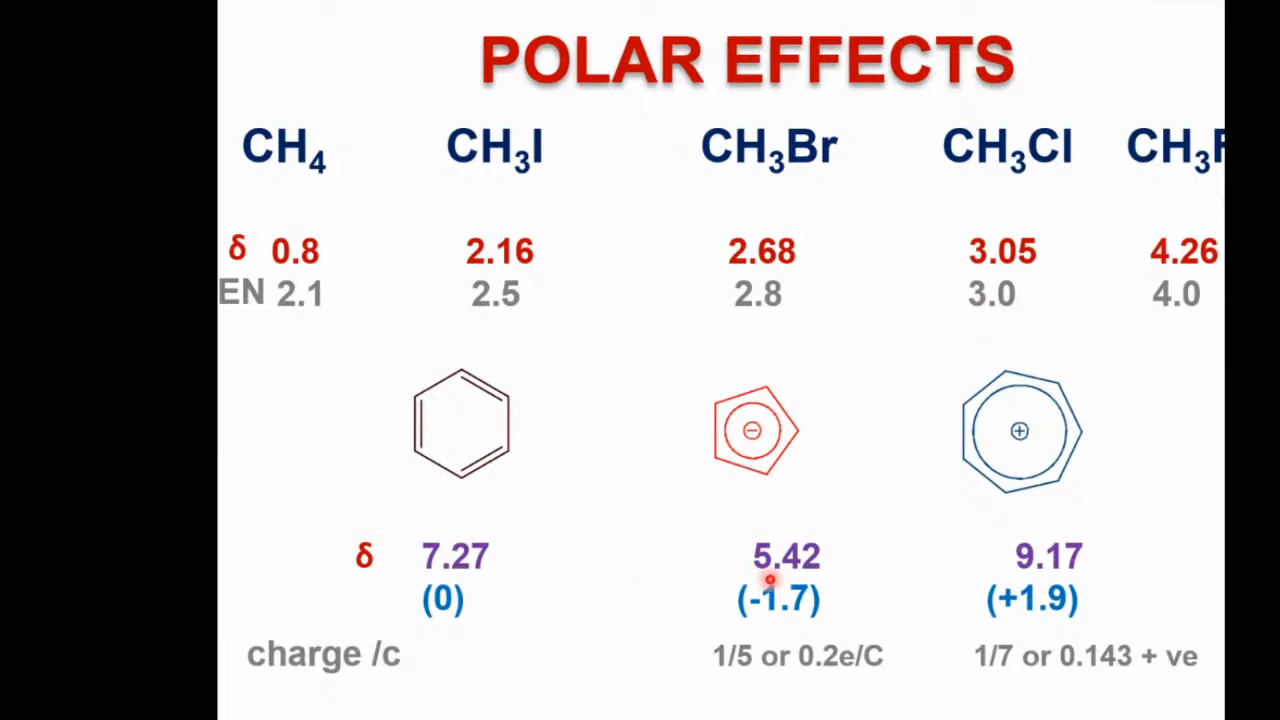 POLAR EFFECTS
CH₄ CH₃I CH₃Br CH₃Cl CH₃F
δ 0.8 2.16 2.68 3.05 4.26
EN 2.1 2.5 2.8 3.0 4.0
− +
δ 7.27 5.42 9.17
(0) (-1.7) (+1.9)
charge /c 1/5 or 0.2e/C 1/7 or 0.143 + ve